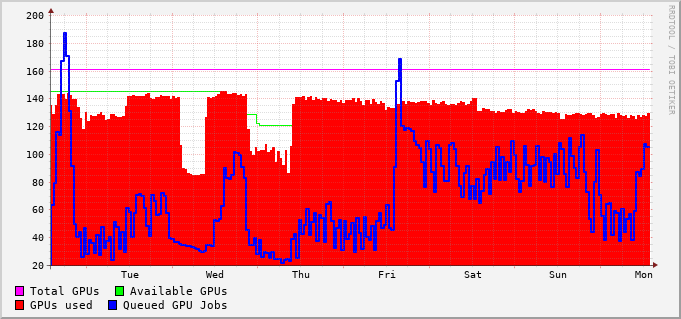 200
180
160
140
120
100
80
60
40
20
Tue Wed Thu Fri Sat Sun Mon
Total GPUs Available GPUs
GPUs used Queued GPU Jobs
RRDTOOL / TOBI OETIKER